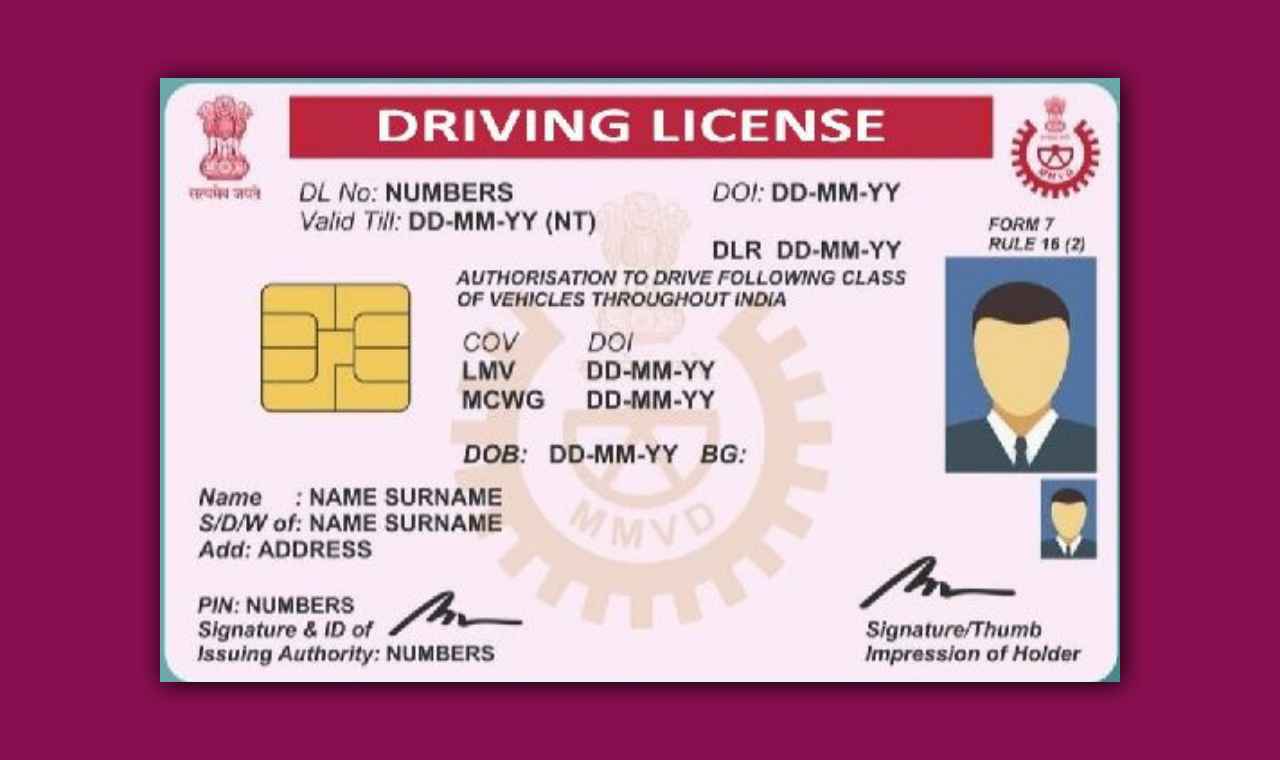 DRIVING LICENSE
सत्यमेव जयते
DL No: NUMBERS
DOI: DD-MM-YY
Valid Till: DD-MM-YY (NT)
FORM 7
RULE 16 (2)
DLR DD-MM-YY
AUTHORISATION TO DRIVE FOLLOWING CLASS
OF VEHICLES THROUGHOUT INDIA
COV DOI
LMV DD-MM-YY
MCWG DD-MM-YY
DOB: DD-MM-YY BG:
Name : NAME SURNAME
S/D/W of: NAME SURNAME
Add: ADDRESS
MMVD
PIN: NUMBERS
Signature & ID of
Issuing Authority: NUMBERS
Signature/Thumb
Impression of Holder